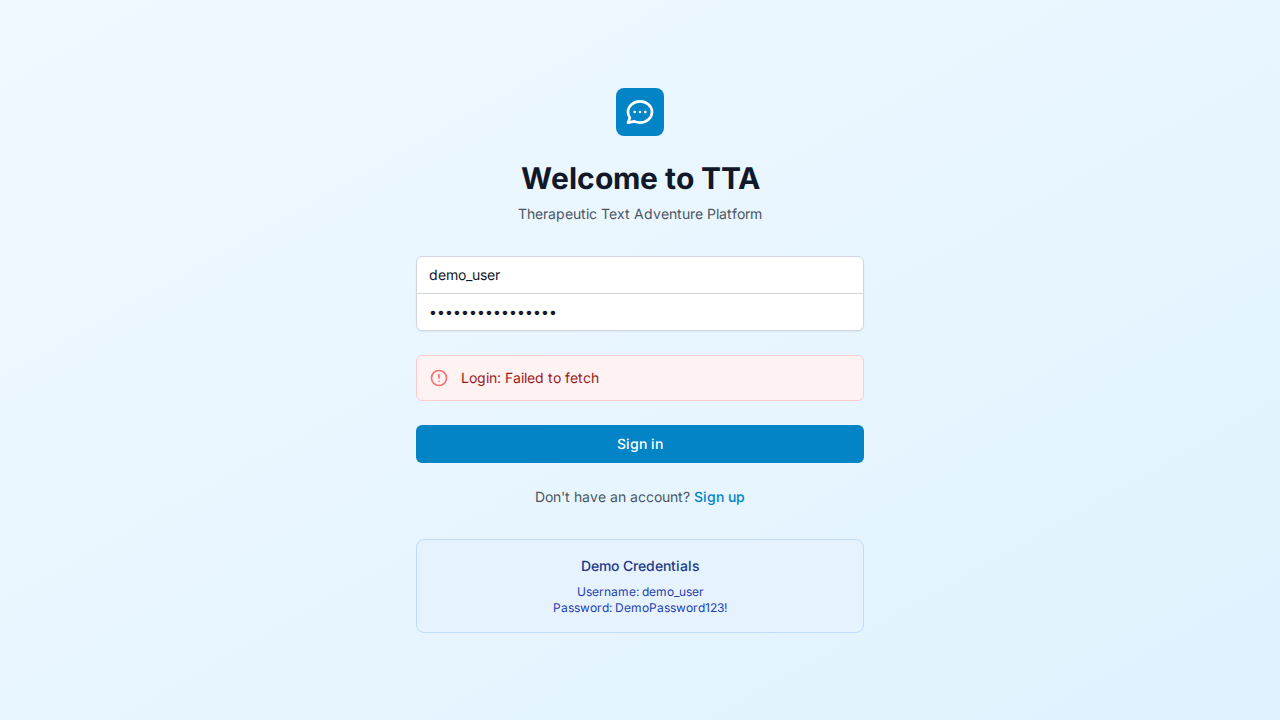 Welcome to TTA
Therapeutic Text Adventure Platform
demo_user
••••••••••••••••
Login: Failed to fetch
Sign in
Don't have an account? Sign up
Demo Credentials
Username: demo_user
Password: DemoPassword123!